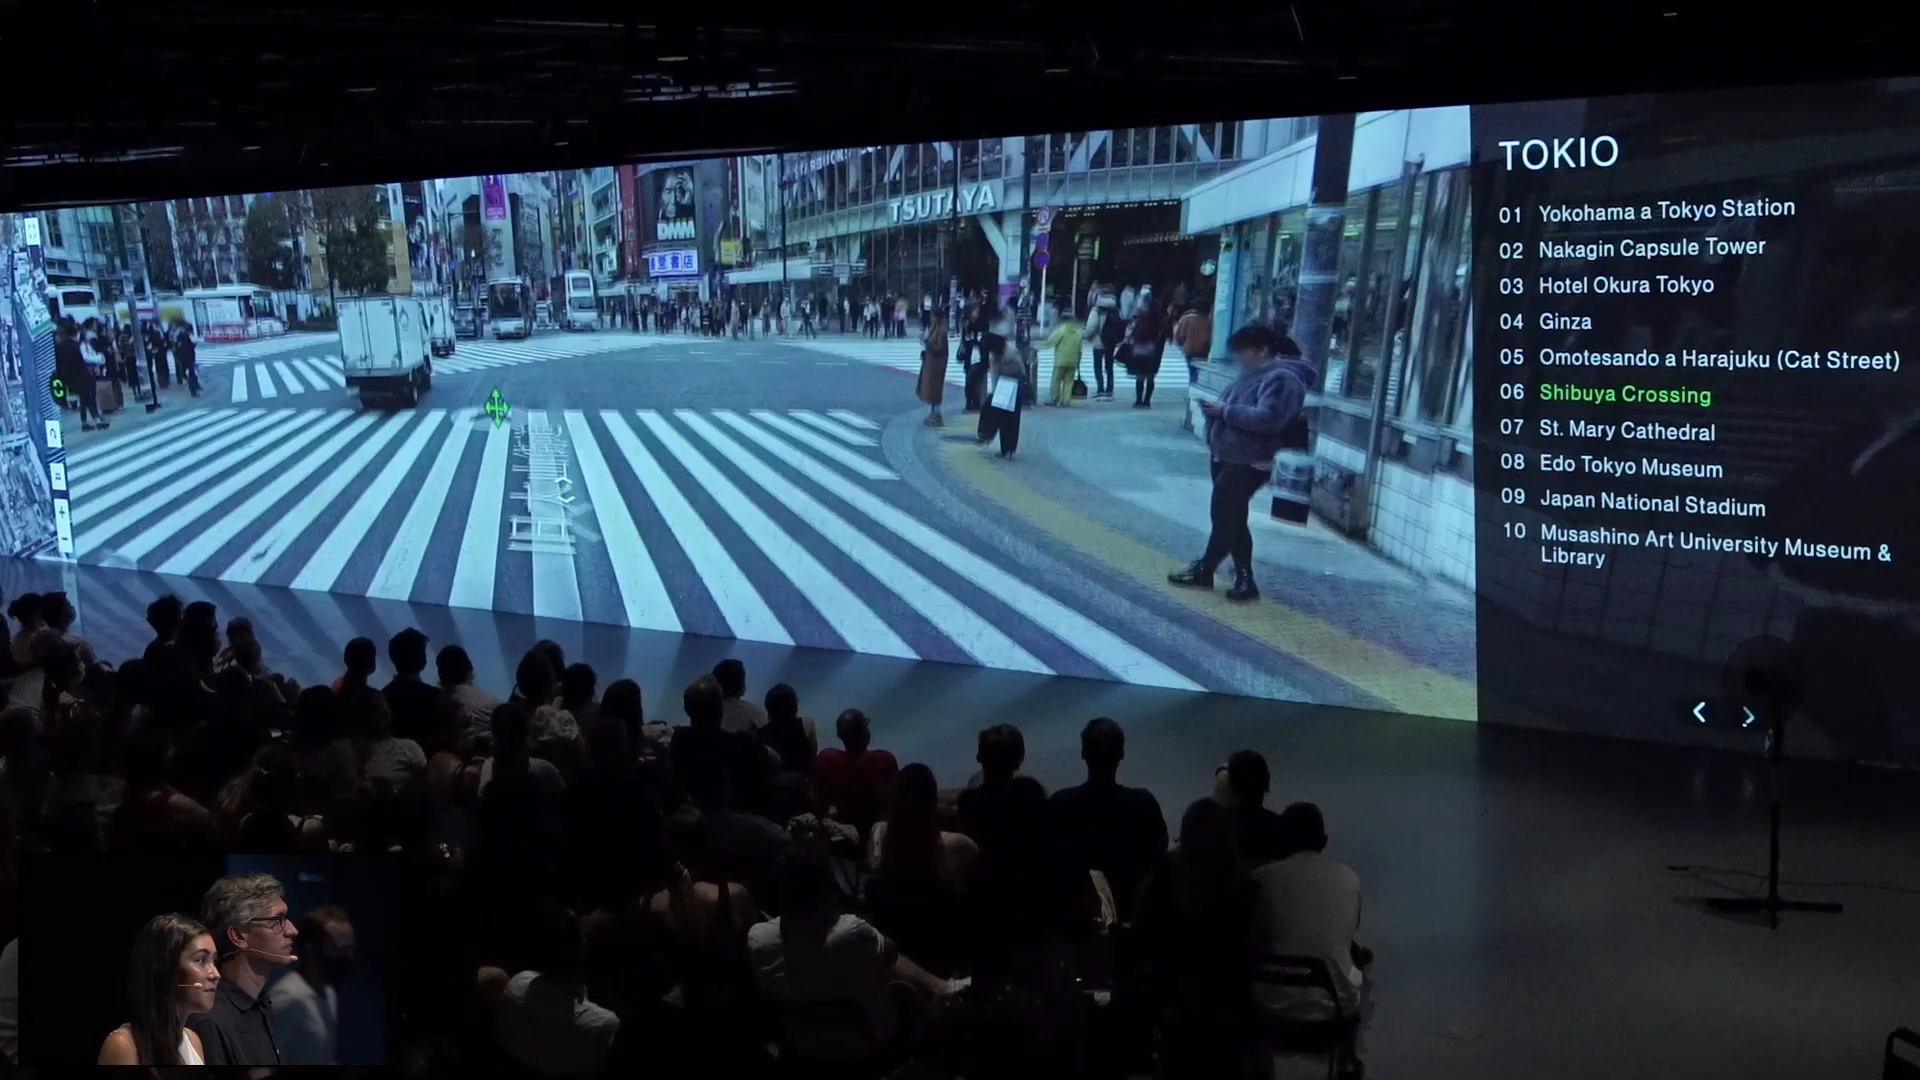 TSUTAYA
DMM
TOKIO
01 Yokohama a Tokyo Station
02 Nakagin Capsule Tower
03 Hotel Okura Tokyo
04 Ginza
05 Omotesando a Harajuku (Cat Street)
06 Shibuya Crossing
07 St. Mary Cathedral
08 Edo Tokyo Museum
09 Japan National Stadium
10 Musashino Art University Museum &
Library